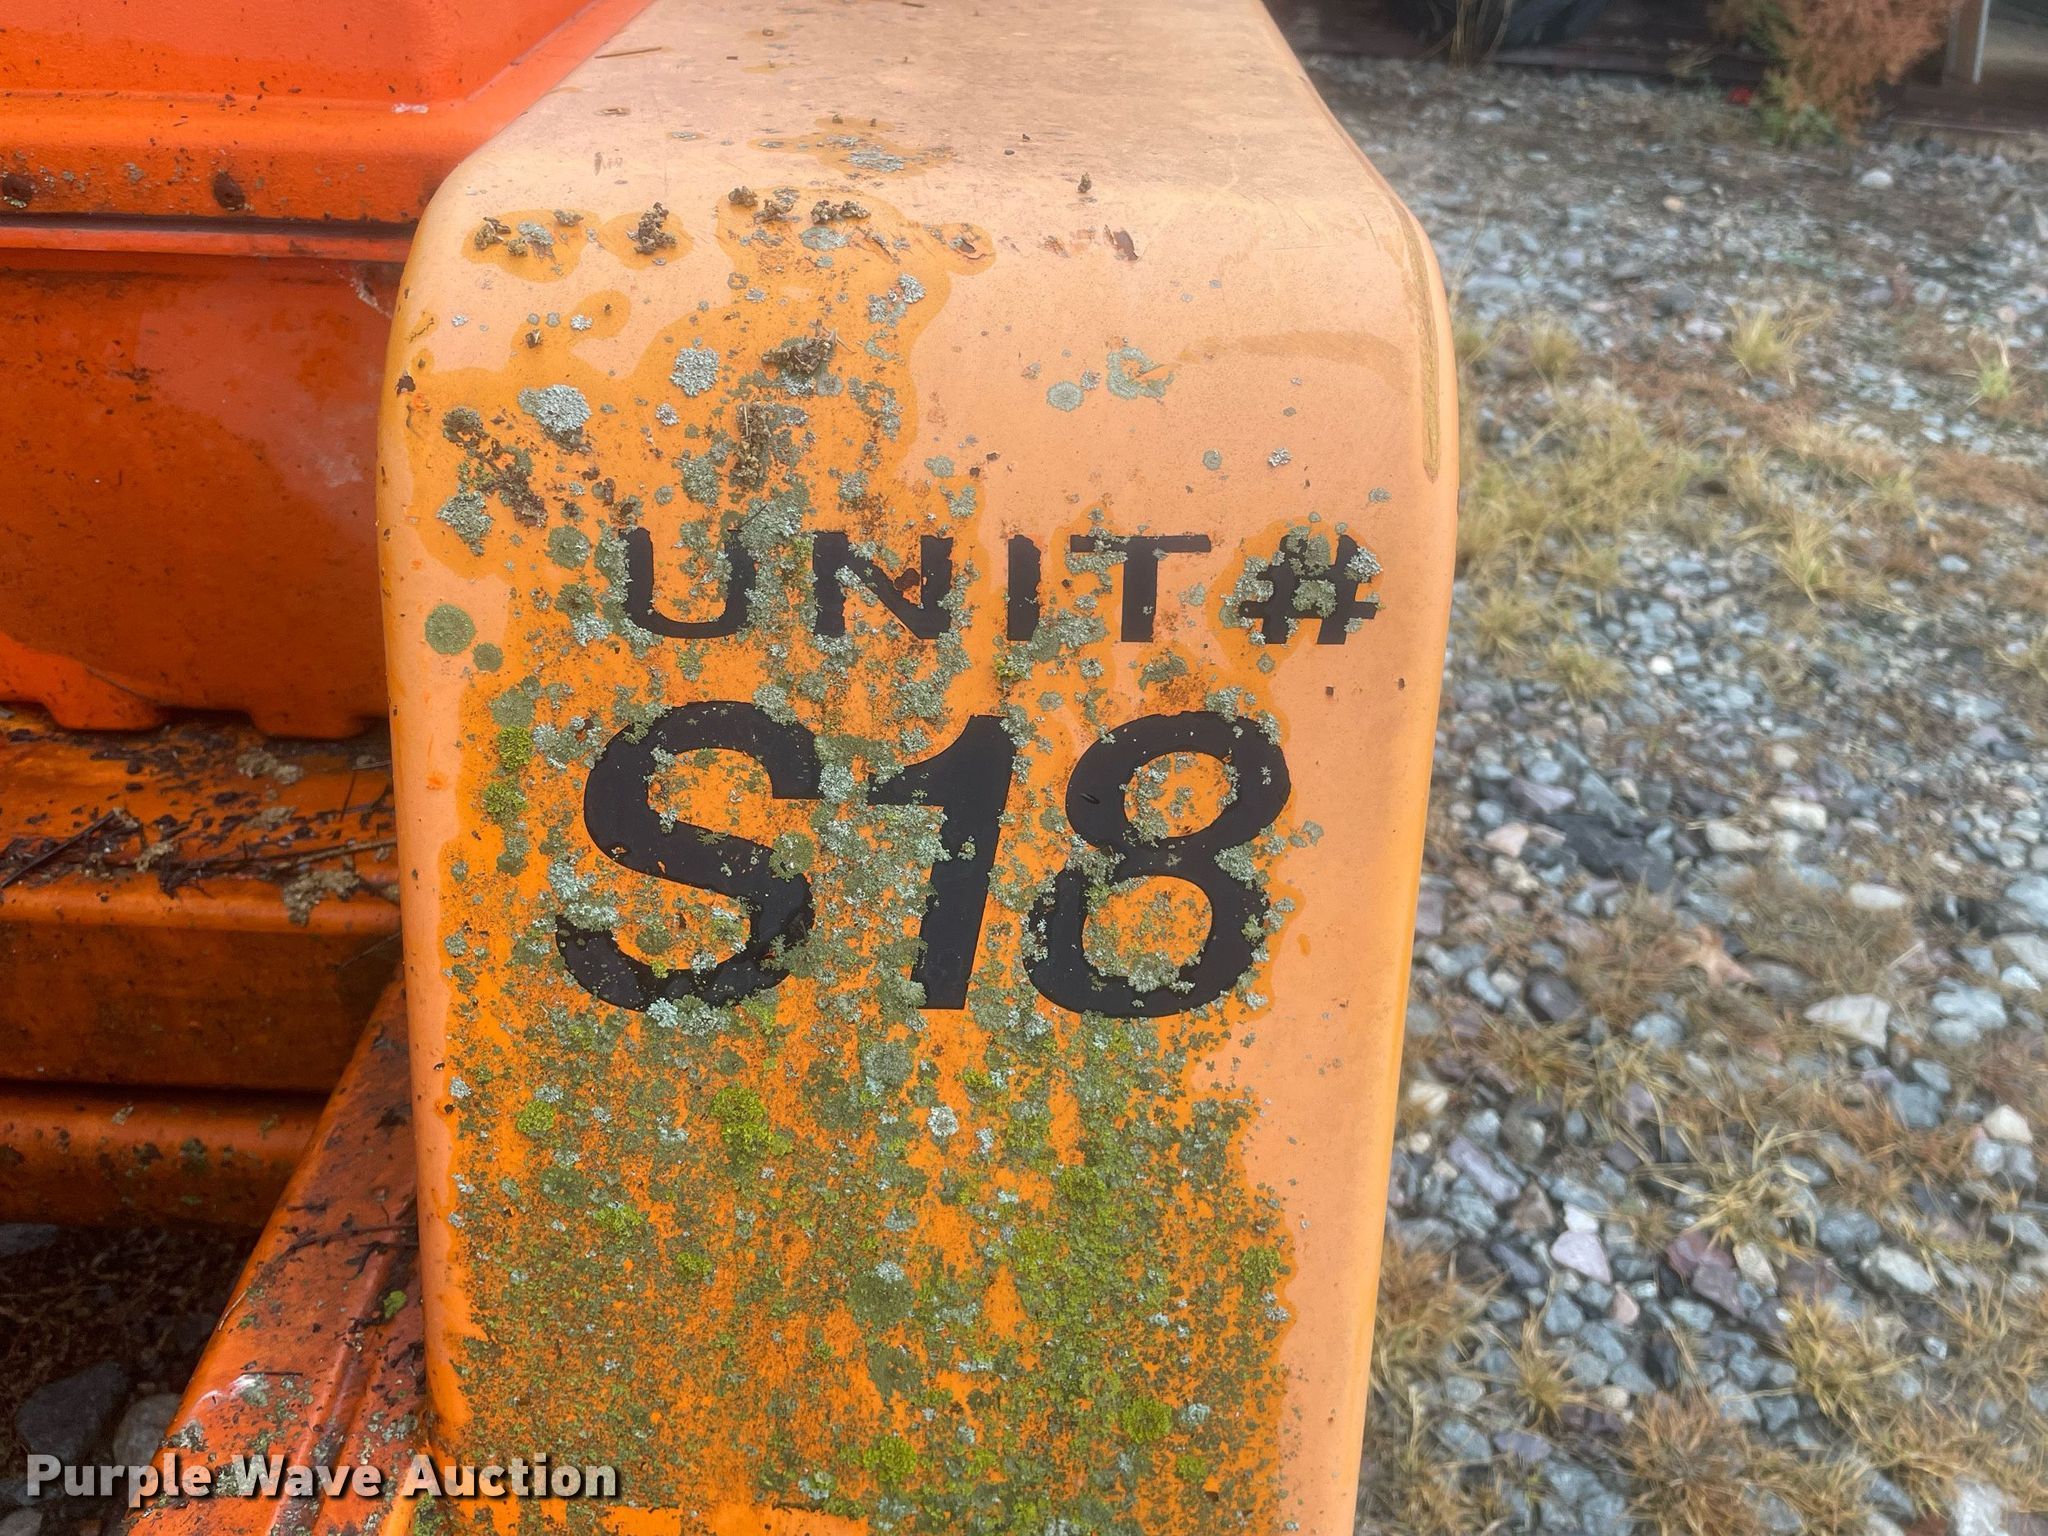 UNIT#
S18
Purple Wave Auction